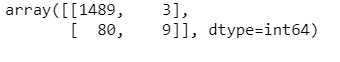 array([[1489,    3],
       [  80,    9]], dtype=int64)